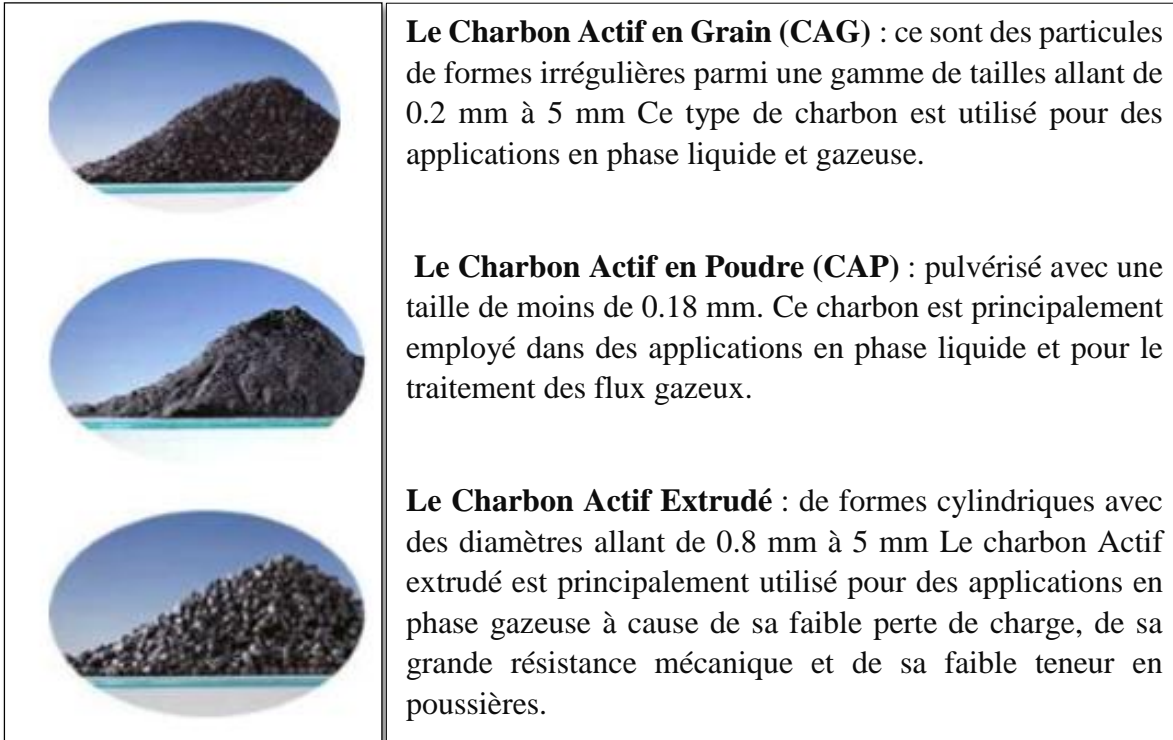 Le Charbon Actif en Grain (CAG) : ce sont des particules
de formes irrégulières parmi une gamme de tailles allant de
0.2 mm à 5 mm Ce type de charbon est utilisé pour des
applications en phase liquide et gazeuse.
Le Charbon Actif en Poudre (CAP) : pulvérisé avec une
taille de moins de 0.18 mm. Ce charbon est principalement
employé dans des applications en phase liquide et pour le
traitement des flux gazeux.
Le Charbon Actif Extrudé : de formes cylindriques avec
des diamètres allant de 0.8 mm à 5 mm Le charbon Actif
extrudé est principalement utilisé pour des applications en
phase gazeuse à cause de sa faible perte de charge, de sa
grande résistance mécanique et de sa faible teneur en
poussières.